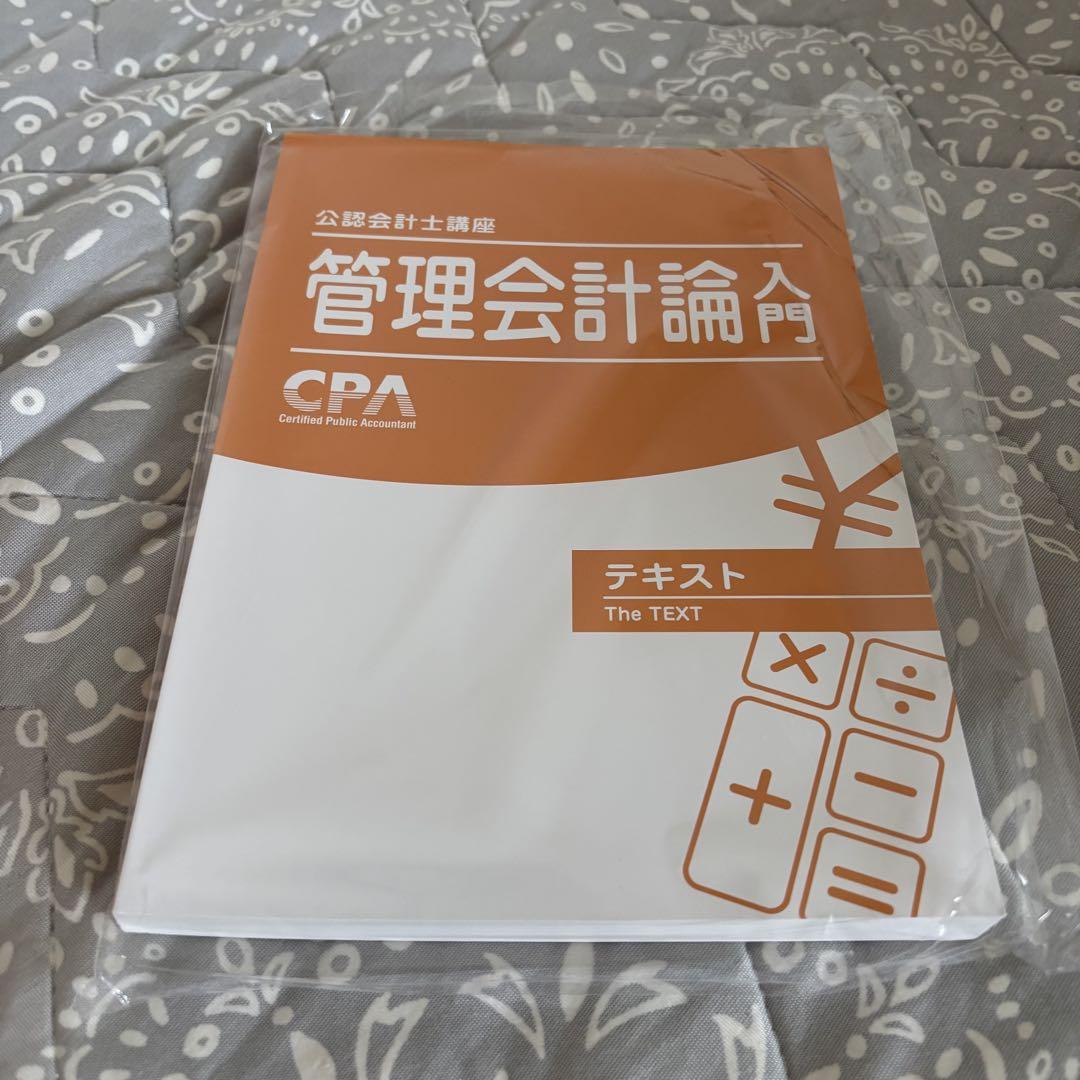 公認会計士講座
管理会計論入門
CPA
Certified Public Accountant
テキスト
The TEXT